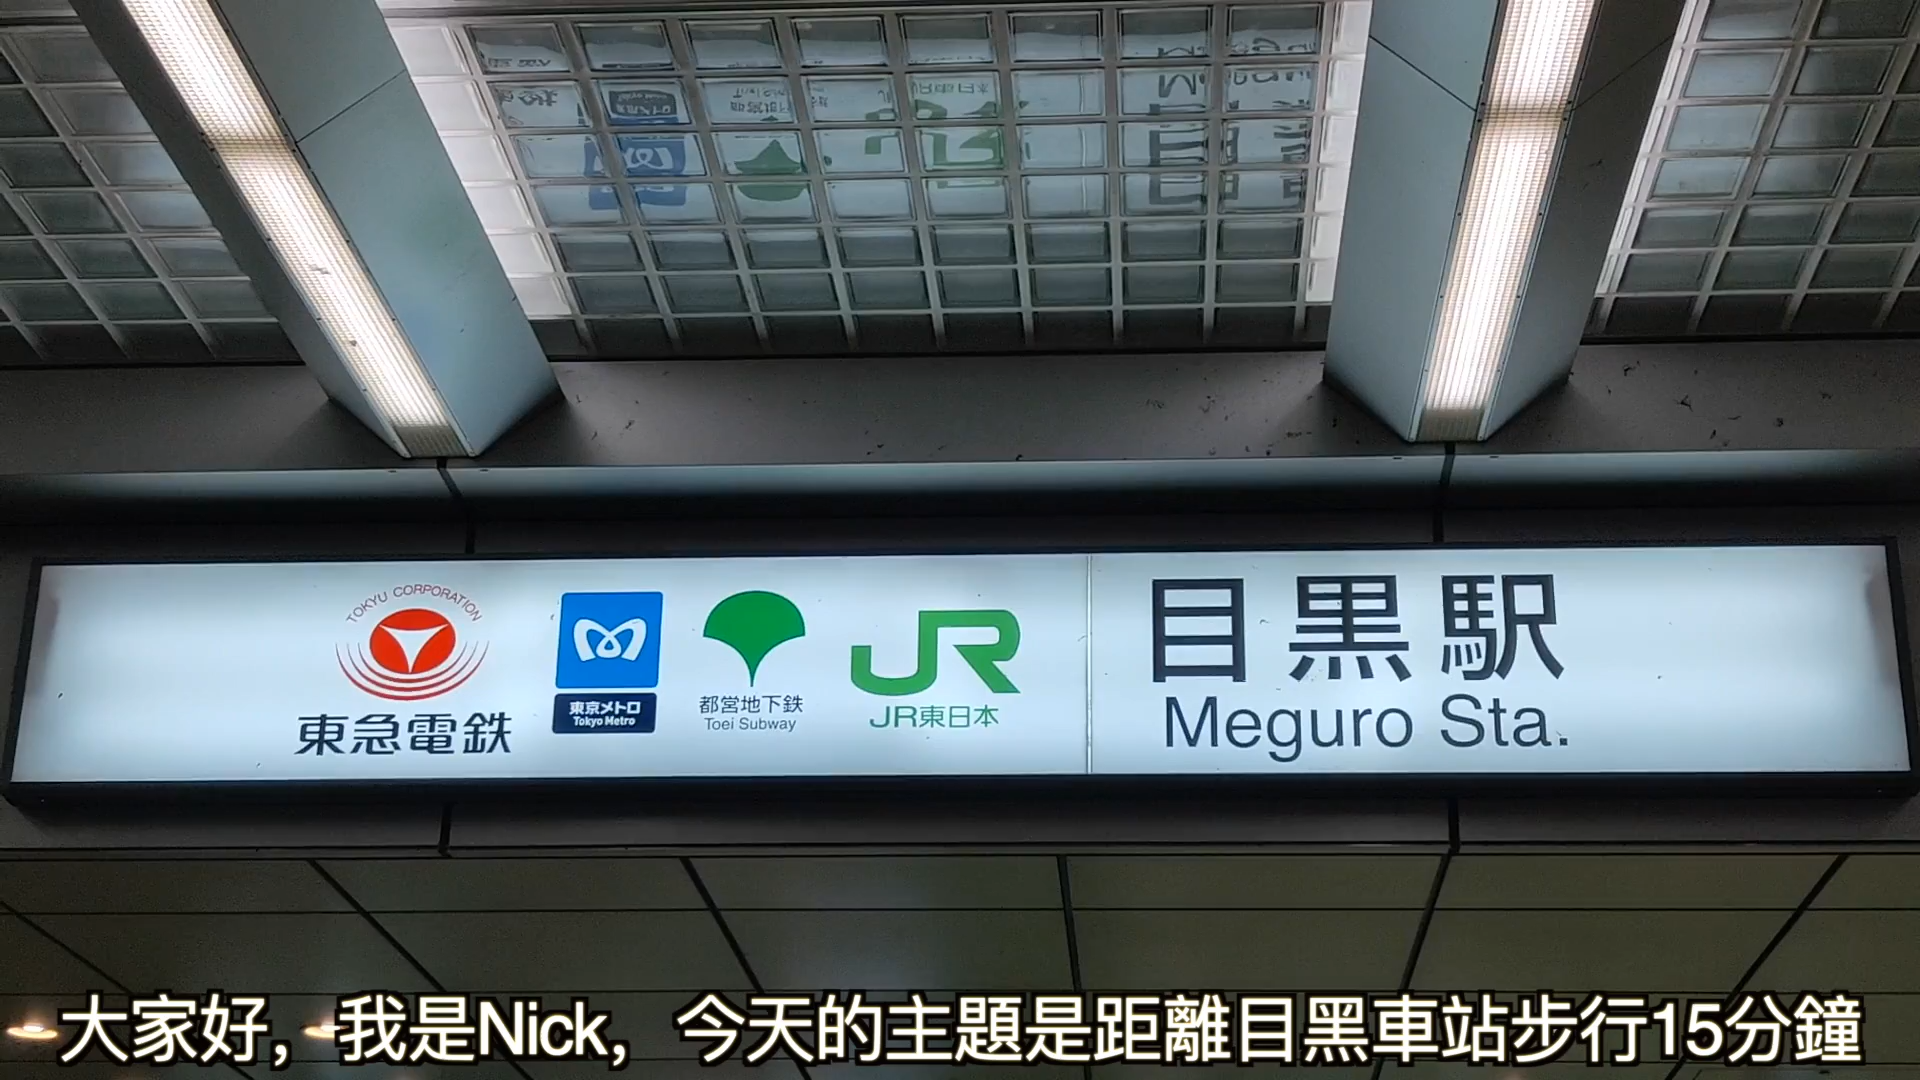 TOKYU CORPORATION
東急電鉄
東京メトロ
Tokyo Metro
都営地下鉄
Toei Subway
JR
JR東日本
目黒駅
Meguro Sta.
大家好，我是Nick，今天的主題是距離目黑車站步行15分鐘